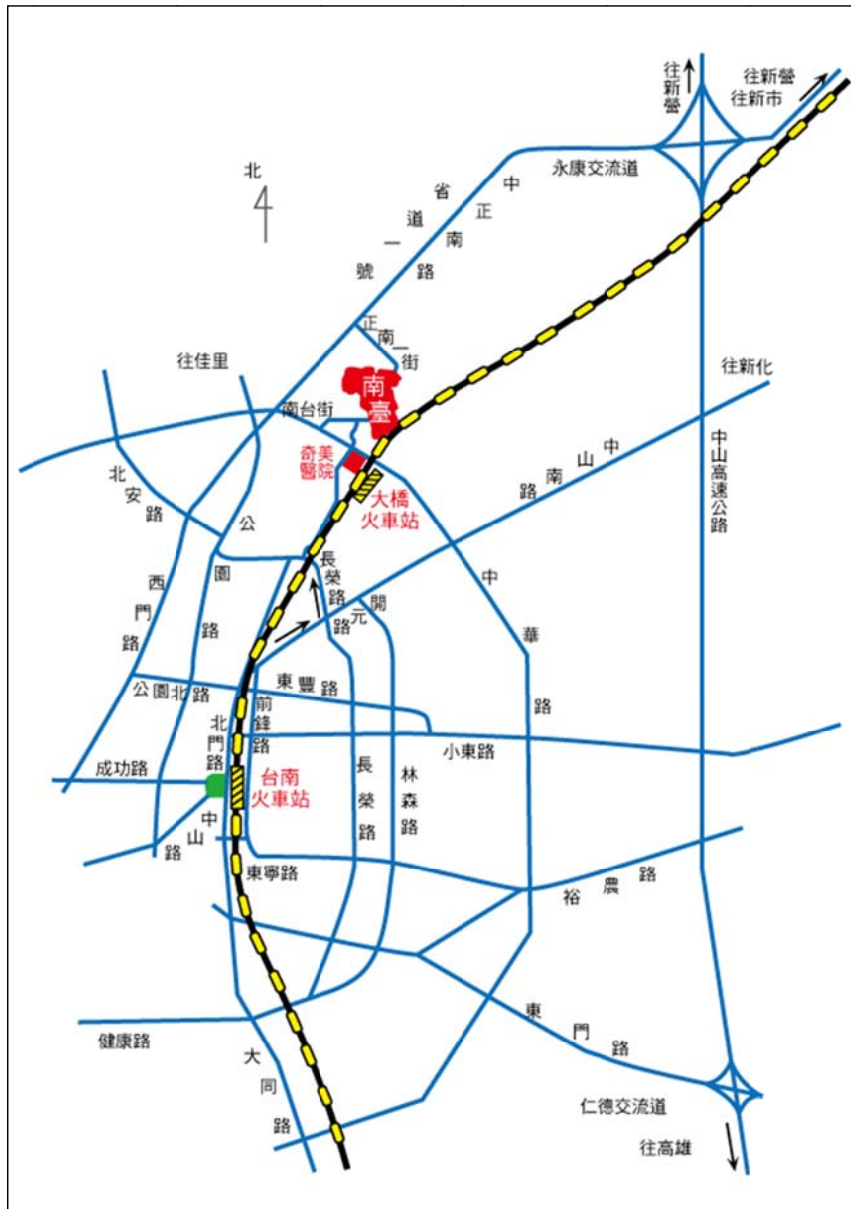 往新營
往新營
往新市
北
永康交流道
省道一號
中正南路
正南一街
往佳里
往新化
南臺
南台街
奇美
醫院
大橋
火車站
中山南路
中山高速公路
北安路
公園路
西門路
長榮路
開元路
中華路
公園北路
東豐路
北門路
前鋒路
小東路
成功路
台南
火車站
長榮路
林森路
中山路
東寧路
裕農路
東門路
健康路
大同路
仁德交流道
往高雄